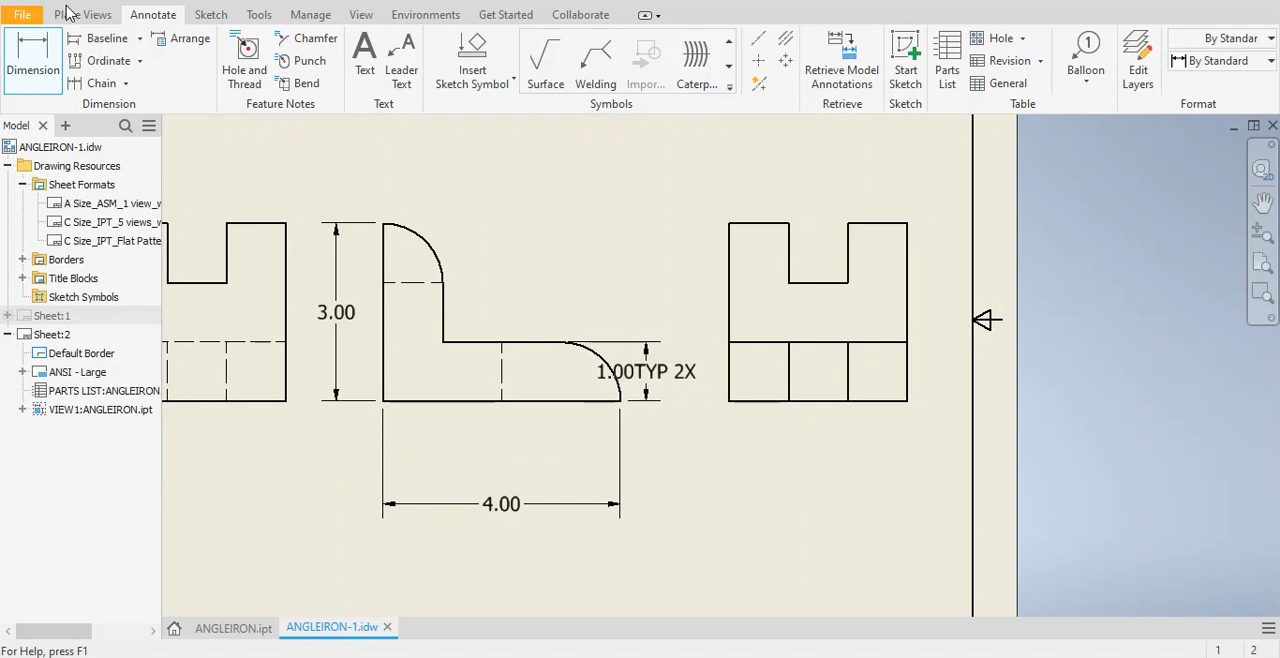 File Place Views Annotate Sketch Tools Manage View Environments Get Started Collaborate
Dimension
Baseline
Ordinate
Chain
Arrange
Dimension
Hole and Thread
Chamfer
Punch
Bend
Feature Notes
Text
Leader Text
Text
Insert Sketch Symbol
Surface
Welding
Impor...
Caterp...
Symbols
Retrieve Model Annotations
Retrieve
Start Sketch
Sketch
Parts List
Hole
Revision
General
Table
Balloon
Edit Layers
By Standar
By Standard
Format
Model
ANGLEIRON-1.idw
Drawing Resources
Sheet Formats
A Size_ASM_1 view_w
C Size_IPT_5 views_w
C Size_IPT_Flat Patte
Borders
Title Blocks
Sketch Symbols
Sheet:1
Sheet:2
Default Border
ANSI - Large
PARTS LIST:ANGLEIRON.
VIEW1:ANGLEIRON.ipt
3.00
1.00TYP 2X
4.00
ANGLEIRON.ipt
ANGLEIRON-1.idw
For Help, press F1
1 2